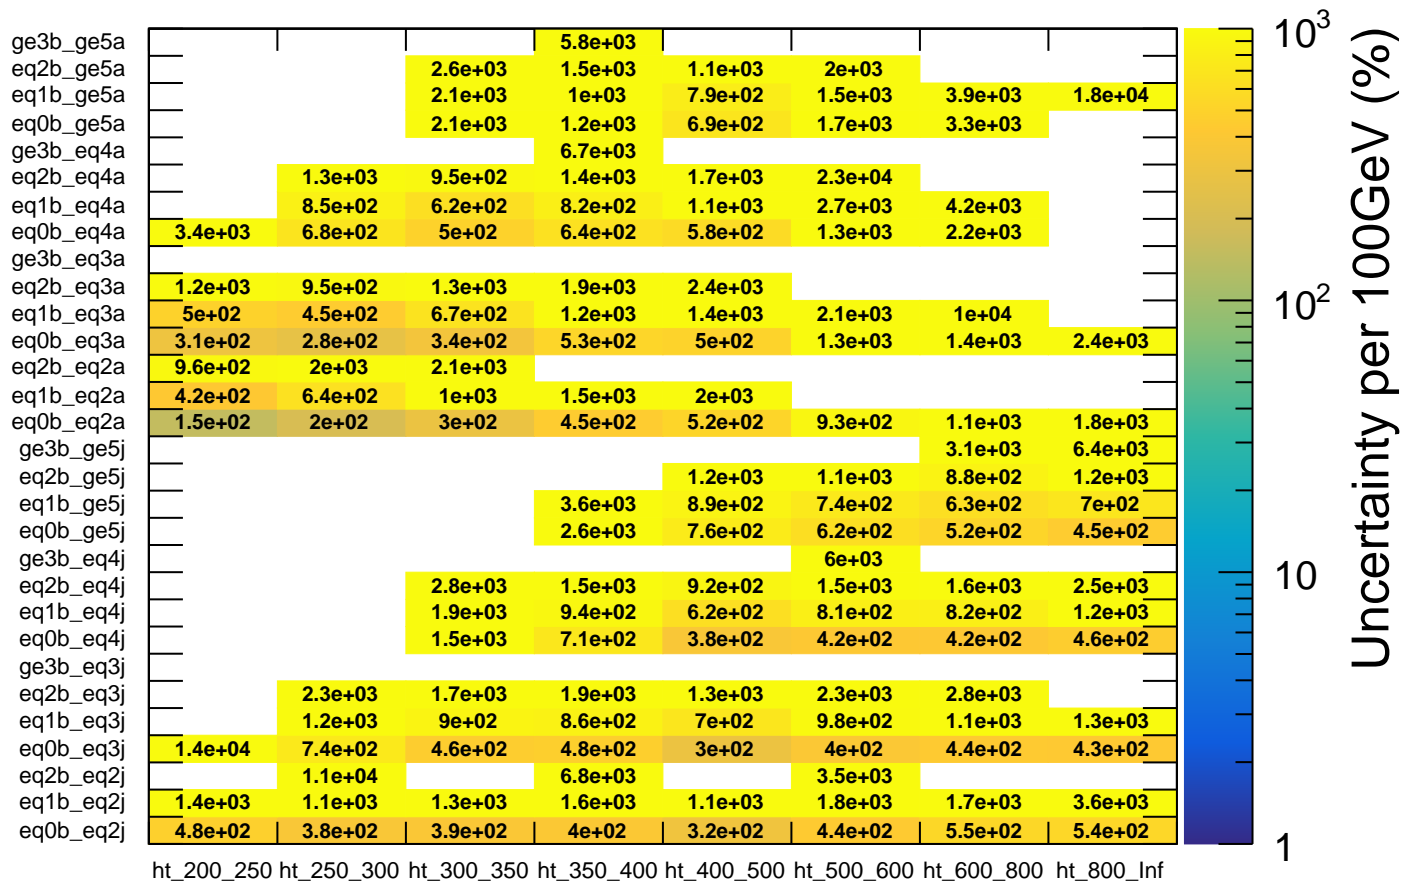 ge3b_ge5a 5.8e+03
eq2b_ge5a 2.6e+03 1.5e+03 1.1e+03 2e+03
eq1b_ge5a 2.1e+03 1e+03 7.9e+02 1.5e+03 3.9e+03 1.8e+04
eq0b_ge5a 2.1e+03 1.2e+03 6.9e+02 1.7e+03 3.3e+03
ge3b_eq4a 6.7e+03
eq2b_eq4a 1.3e+03 9.5e+02 1.4e+03 1.7e+03 2.3e+04
eq1b_eq4a 8.5e+02 6.2e+02 8.2e+02 1.1e+03 2.7e+03 4.2e+03
eq0b_eq4a 3.4e+03 6.8e+02 5e+02 6.4e+02 5.8e+02 1.3e+03 2.2e+03
ge3b_eq3a
eq2b_eq3a 1.2e+03 9.5e+02 1.3e+03 1.9e+03 2.4e+03
eq1b_eq3a 5e+02 4.5e+02 6.7e+02 1.2e+03 1.4e+03 2.1e+03 1e+04
eq0b_eq3a 3.1e+02 2.8e+02 3.4e+02 5.3e+02 5e+02 1.3e+03 1.4e+03 2.4e+03
eq2b_eq2a 9.6e+02 2e+03 2.1e+03
eq1b_eq2a 4.2e+02 6.4e+02 1e+03 1.5e+03 2e+03
eq0b_eq2a 1.5e+02 2e+02 3e+02 4.5e+02 5.2e+02 9.3e+02 1.1e+03 1.8e+03
ge3b_ge5j 3.1e+03 6.4e+03
eq2b_ge5j 1.2e+03 1.1e+03 8.8e+02 1.2e+03
eq1b_ge5j 3.6e+03 8.9e+02 7.4e+02 6.3e+02 7e+02
eq0b_ge5j 2.6e+03 7.6e+02 6.2e+02 5.2e+02 4.5e+02
ge3b_eq4j 6e+03
eq2b_eq4j 2.8e+03 1.5e+03 9.2e+02 1.5e+03 1.6e+03 2.5e+03
eq1b_eq4j 1.9e+03 9.4e+02 6.2e+02 8.1e+02 8.2e+02 1.2e+03
eq0b_eq4j 1.5e+03 7.1e+02 3.8e+02 4.2e+02 4.2e+02 4.6e+02
ge3b_eq3j
eq2b_eq3j 2.3e+03 1.7e+03 1.9e+03 1.3e+03 2.3e+03 2.8e+03
eq1b_eq3j 1.2e+03 9e+02 8.6e+02 7e+02 9.8e+02 1.1e+03 1.3e+03
eq0b_eq3j 1.4e+04 7.4e+02 4.6e+02 4.8e+02 3e+02 4e+02 4.4e+02 4.3e+02
eq2b_eq2j 1.1e+04 6.8e+03 3.5e+03
eq1b_eq2j 1.4e+03 1.1e+03 1.3e+03 1.6e+03 1.1e+03 1.8e+03 1.7e+03 3.6e+03
eq0b_eq2j 4.8e+02 3.8e+02 3.9e+02 4e+02 3.2e+02 4.4e+02 5.5e+02 5.4e+02
ht_200_250 ht_250_300 ht_300_350 ht_350_400 ht_400_500 ht_500_600 ht_600_800 ht_800_Inf
10³
10²
10
1
Uncertainty per 100GeV (%)